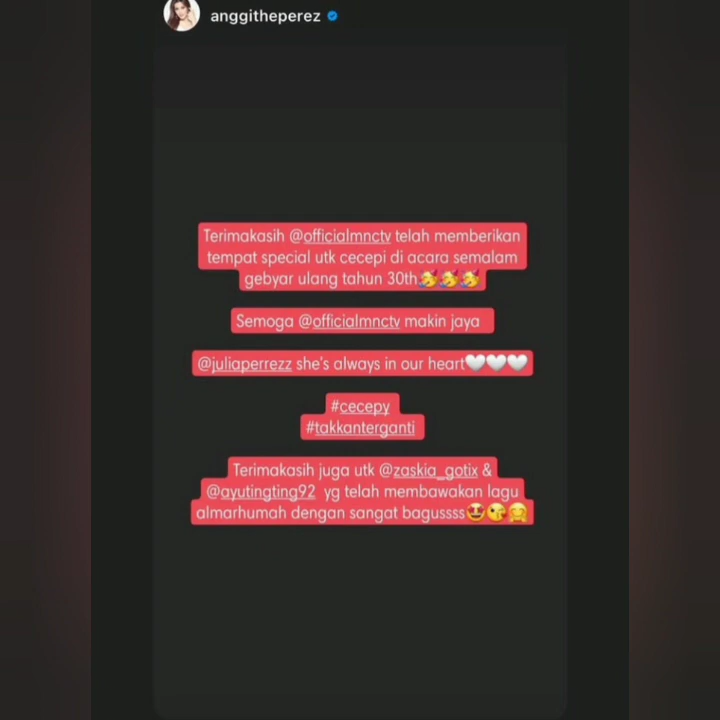 anggitheperez
Terimakasih @officialmnctv telah memberikan
tempat special utk cecepi di acara semalam
gebyar ulang tahun 30th🥳🥳🥳
Semoga @officialmnctv makin jaya
@juliaperrezz she's always in our heart🤍🤍🤍
#cecepy
#takkanterganti
Terimakasih juga utk @zaskia_gotix &
@ayutingting92 yg telah membawakan lagu
almarhumah dengan sangat bagussss🤩😘🤗